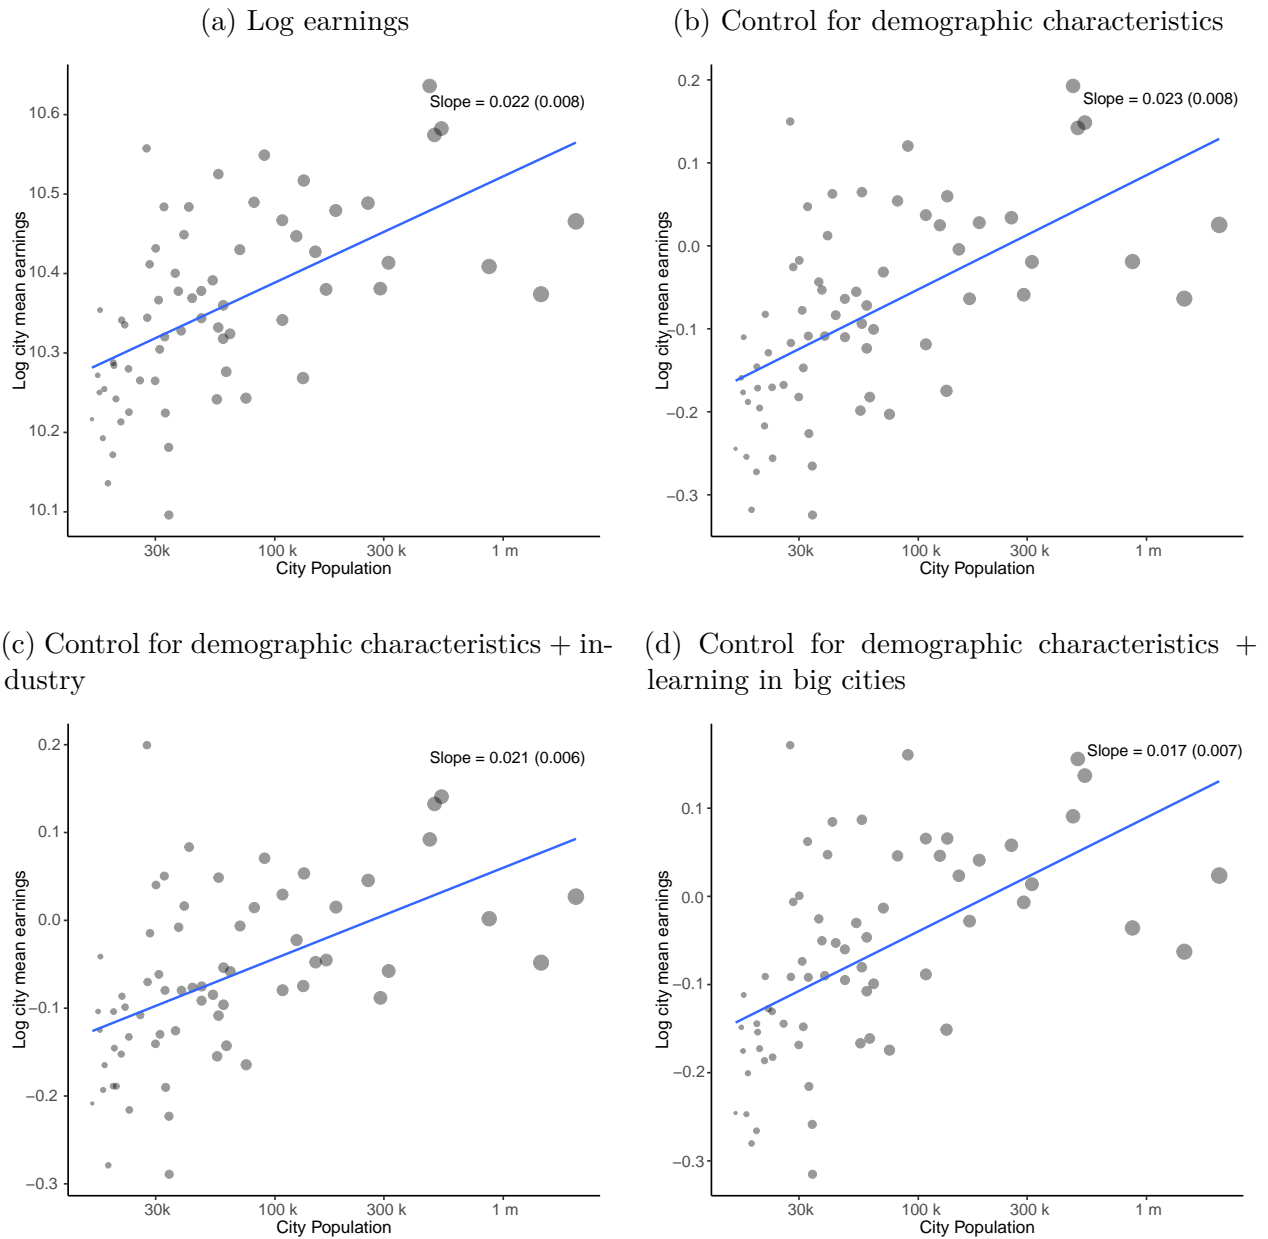 (a) Log earnings
10.6
10.5
10.4
10.3
10.2
10.1
Log city mean earnings
Slope = 0.022 (0.008)
30k 100 k 300 k 1 m
City Population
(b) Control for demographic characteristics
0.2
0.1
0.0
−0.1
−0.2
−0.3
Log city mean earnings
Slope = 0.023 (0.008)
30k 100 k 300 k 1 m
City Population
(c) Control for demographic characteristics + in-
dustry
0.2
0.1
0.0
−0.1
−0.2
−0.3
Log city mean earnings
Slope = 0.021 (0.006)
30k 100 k 300 k 1 m
City Population
(d) Control for demographic characteristics +
learning in big cities
0.1
0.0
−0.1
−0.2
−0.3
Log city mean earnings
Slope = 0.017 (0.007)
30k 100 k 300 k 1 m
City Population